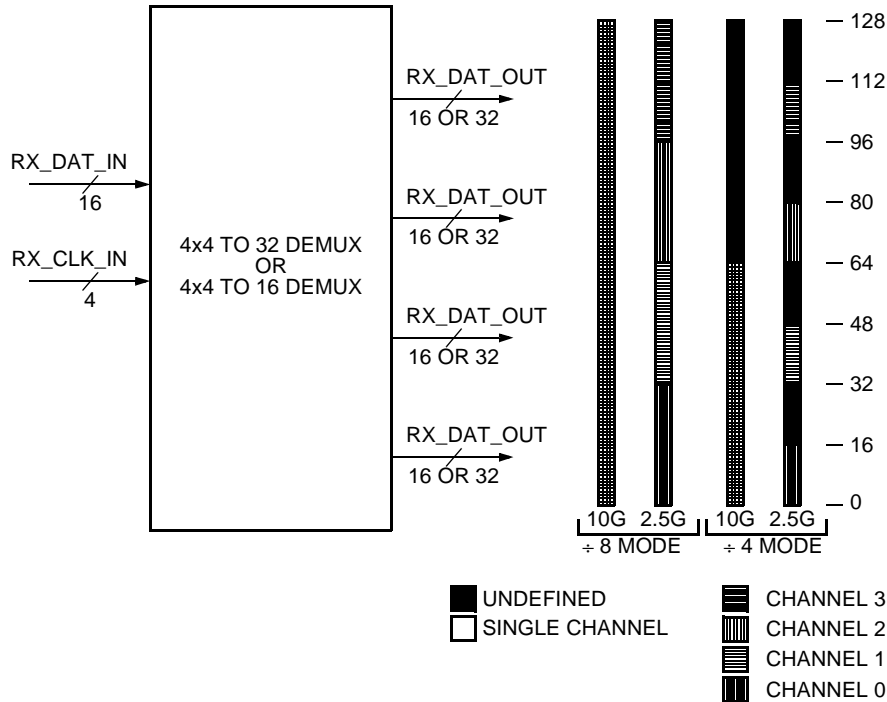 RX_DAT_IN
16
RX_CLK_IN
4
4x4 TO 32 DEMUX
OR
4x4 TO 16 DEMUX
RX_DAT_OUT
16 OR 32
RX_DAT_OUT
16 OR 32
RX_DAT_OUT
16 OR 32
RX_DAT_OUT
16 OR 32
128
112
96
80
64
48
32
16
0
10G 2.5G 10G 2.5G
÷ 8 MODE ÷ 4 MODE
UNDEFINED
SINGLE CHANNEL
CHANNEL 3
CHANNEL 2
CHANNEL 1
CHANNEL 0